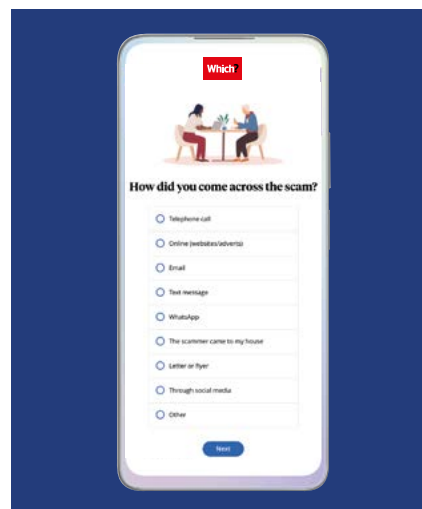 Which?
How did you come across the scam?
Telephone call
Online (websites/adverts)
Email
Text message
WhatsApp
The scammer came to my house
Letter or flyer
Through social media
Other
Next